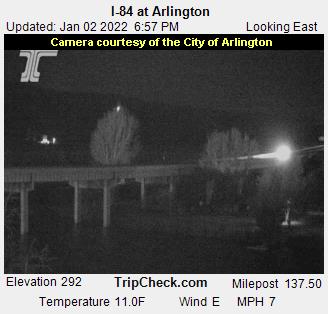 I-84 at Arlington
Updated: Jan 02 2022 6:57 PM Looking East
Camera courtesy of the City of Arlington
Elevation 292 TripCheck.com Milepost 137.50
Temperature 11.0F Wind E MPH 7